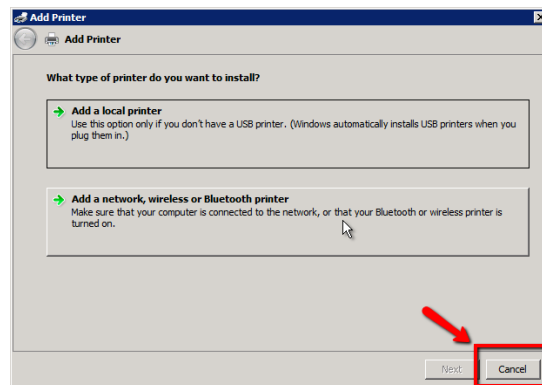 Add Printer
Add Printer
What type of printer do you want to install?
Add a local printer
Use this option only if you don't have a USB printer. (Windows automatically installs USB printers when you
plug them in.)
Add a network, wireless or Bluetooth printer
Make sure that your computer is connected to the network, or that your Bluetooth or wireless printer is
turned on.
Next Cancel